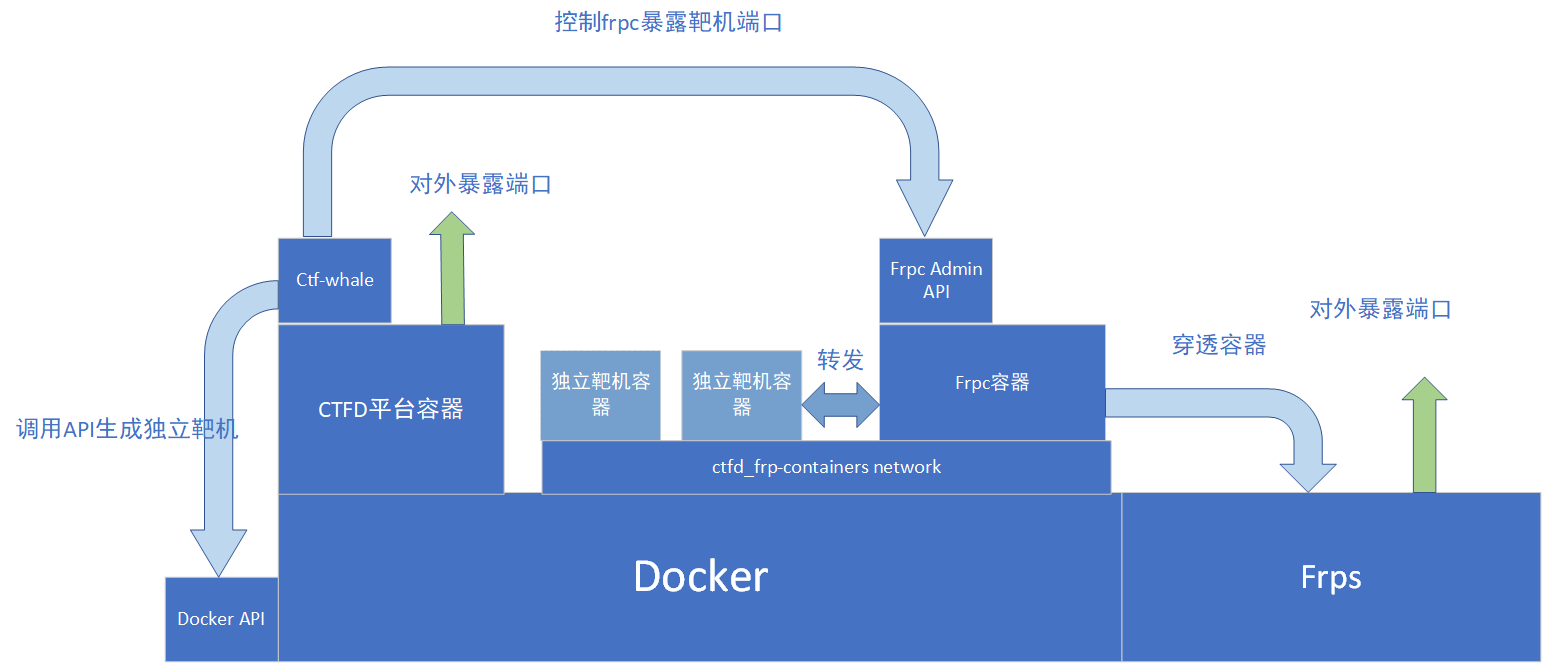 控制frpc暴露靶机端口
对外暴露端口
Ctf-whale
Frpc Admin
API
对外暴露端口
穿透容器
转发
独立靶机容
器
独立靶机容
器
Frpc容器
CTFD平台容器
调用API生成独立靶机
ctfd_frp-containers network
Docker
Frps
Docker API